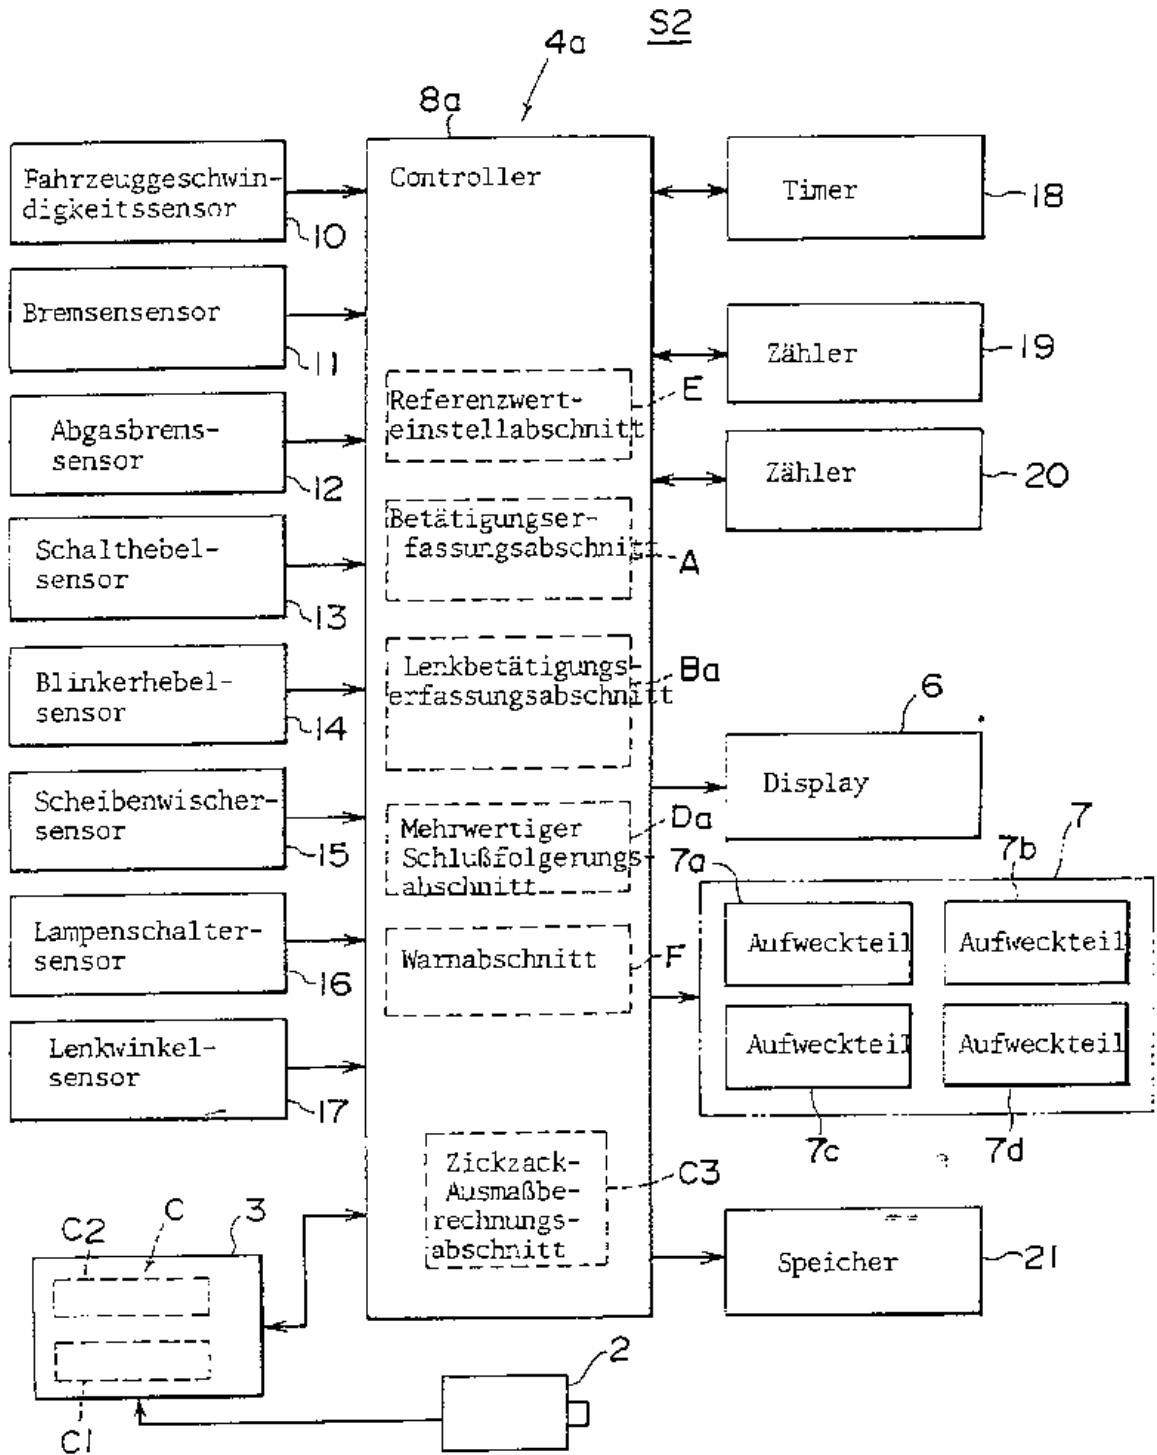 S2
4a
8a
Fahrzeuggeschwin-
digkeitssensor
10
Bremsensensor
11
Abgasbrems-
sensor
12
Schalthebel-
sensor
13
Blinkerhebel-
sensor
14
Scheibenwischer-
sensor
15
Lampenschalter-
sensor
16
Lenkwinkel-
sensor
17
Controller
Referenzwert-
einstellabschnitt
E
Betätigungser-
fassungsabschnitt
A
Lenkbetätigungs-
erfassungsabschnitt
Ba
Mehrwertiger
Schlußfolgerungs-
abschnitt
Da
Warnabschnitt
F
Zickzack-
Ausmaßbe-
rechnungs-
abschnitt
C3
Timer
18
Zähler
19
Zähler
20
6
Display
7
7a
7b
Aufweckteil
Aufweckteil
Aufweckteil
Aufweckteil
7c
7d
Speicher
21
C2
C
3
C1
2